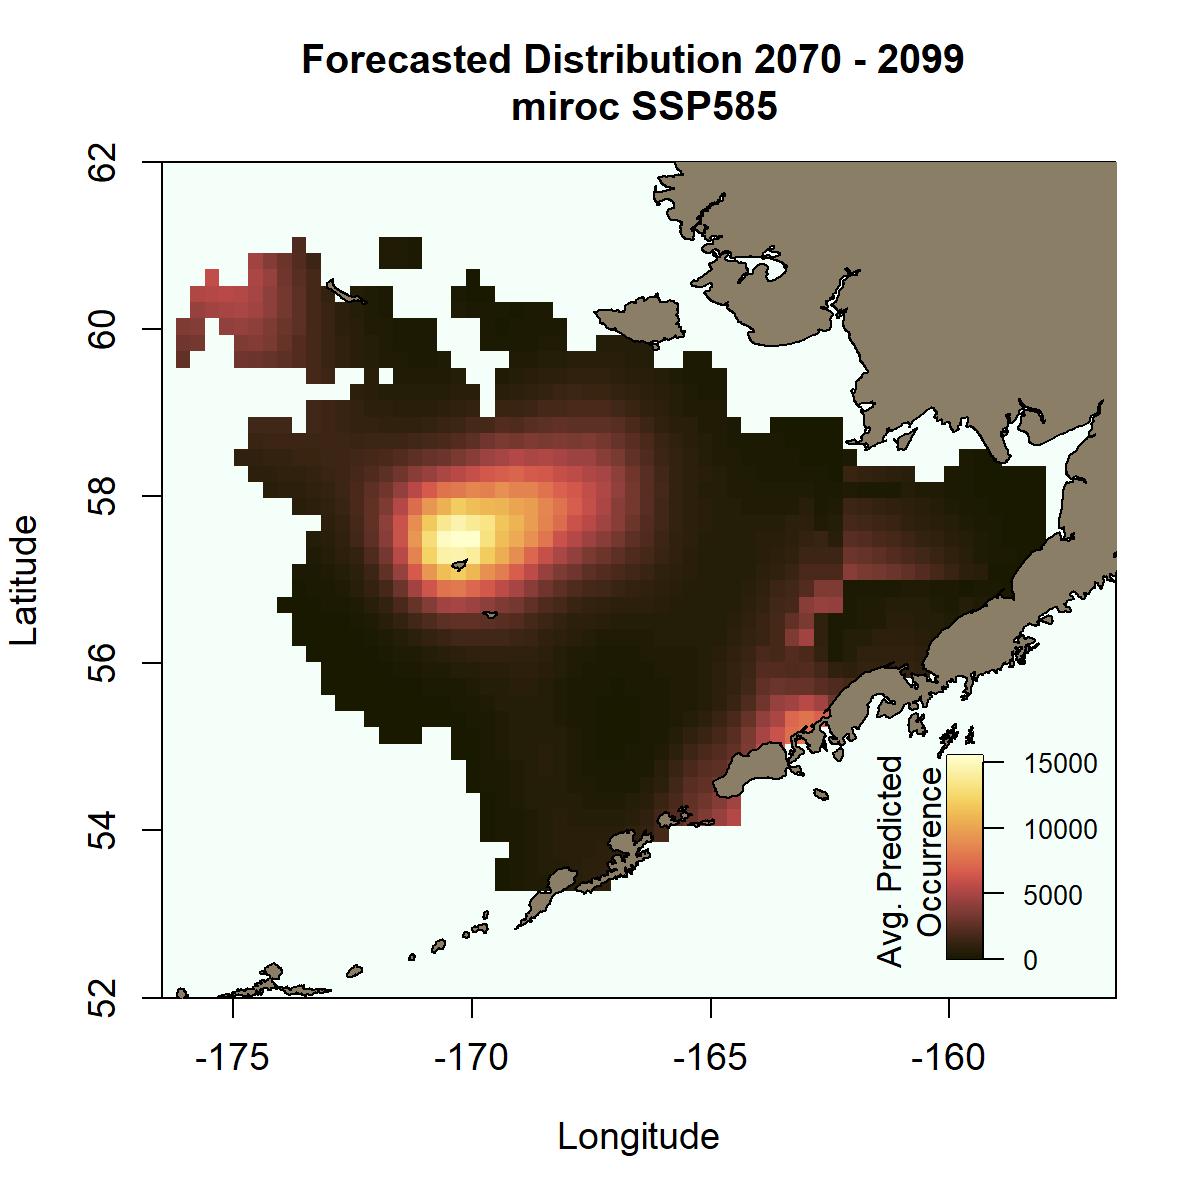 Forecasted Distribution 2070 - 2099
miroc SSP585
62
60
58
56
54
52
Latitude
-175
-170
-165
-160
Longitude
Avg. Predicted
Occurrence
15000
10000
5000
0